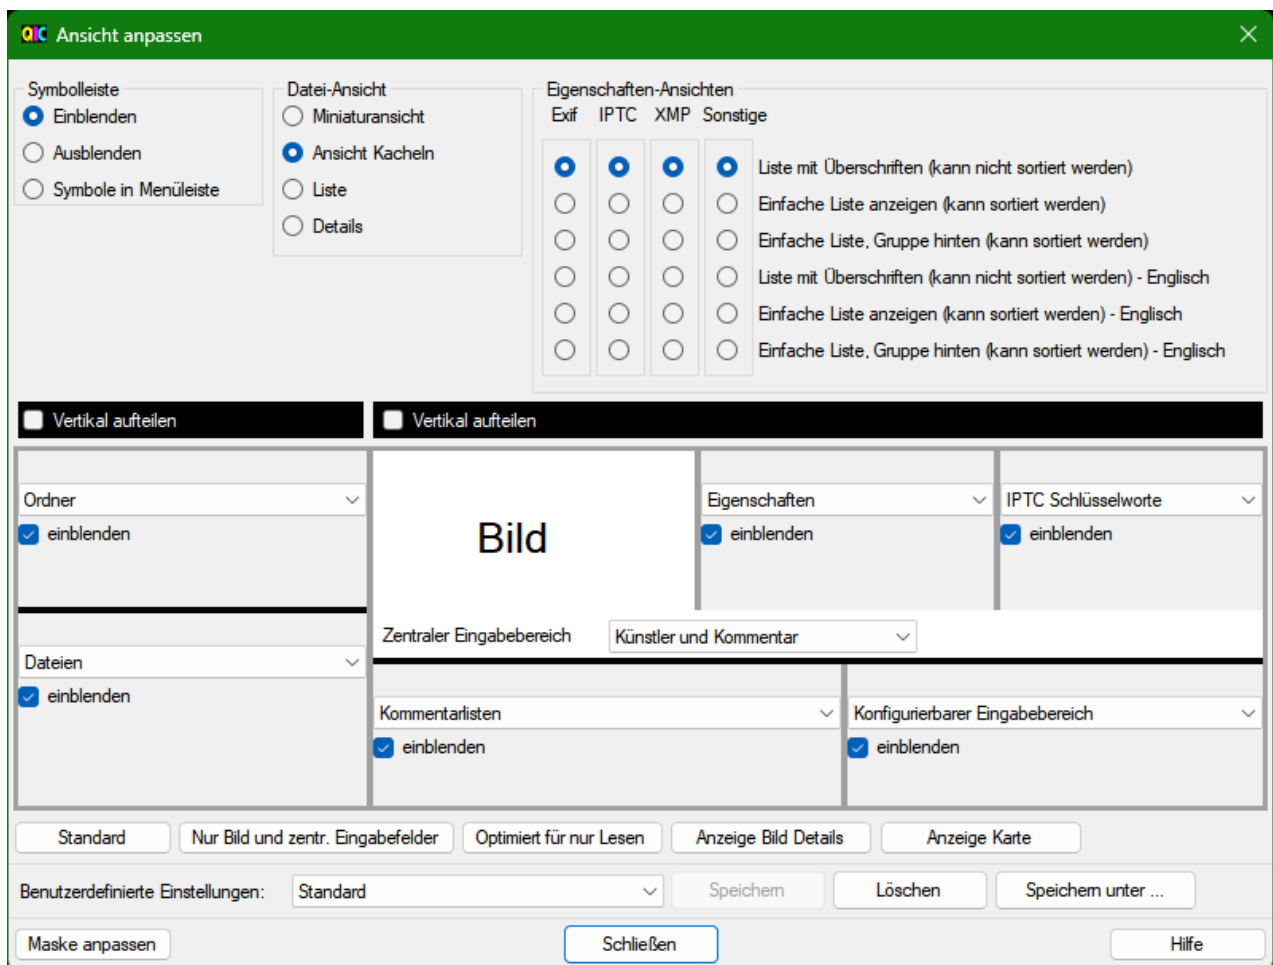 QIC Ansicht anpassen
Symbolleiste
Einblenden
Ausblenden
Symbole in Menüleiste
Datei-Ansicht
Miniaturansicht
Ansicht Kacheln
Liste
Details
Eigenschaften-Ansichten
Exif IPTC XMP Sonstige
Liste mit Überschriften (kann nicht sortiert werden)
Einfache Liste anzeigen (kann sortiert werden)
Einfache Liste, Gruppe hinten (kann sortiert werden)
Liste mit Überschriften (kann nicht sortiert werden) - Englisch
Einfache Liste anzeigen (kann sortiert werden) - Englisch
Einfache Liste, Gruppe hinten (kann sortiert werden) - Englisch
Vertikal aufteilen
Vertikal aufteilen
Ordner
einblenden
Dateien
einblenden
Bild
Eigenschaften
einblenden
IPTC Schlüsselworte
einblenden
Zentraler Eingabebereich Künstler und Kommentar
Kommentarlisten
einblenden
Konfigurierbarer Eingabebereich
einblenden
Standard Nur Bild und zentr. Eingabefelder Optimiert für nur Lesen Anzeige Bild Details Anzeige Karte
Benutzerdefinierte Einstellungen: Standard Speichern Löschen Speichern unter ...
Maske anpassen Schließen Hilfe